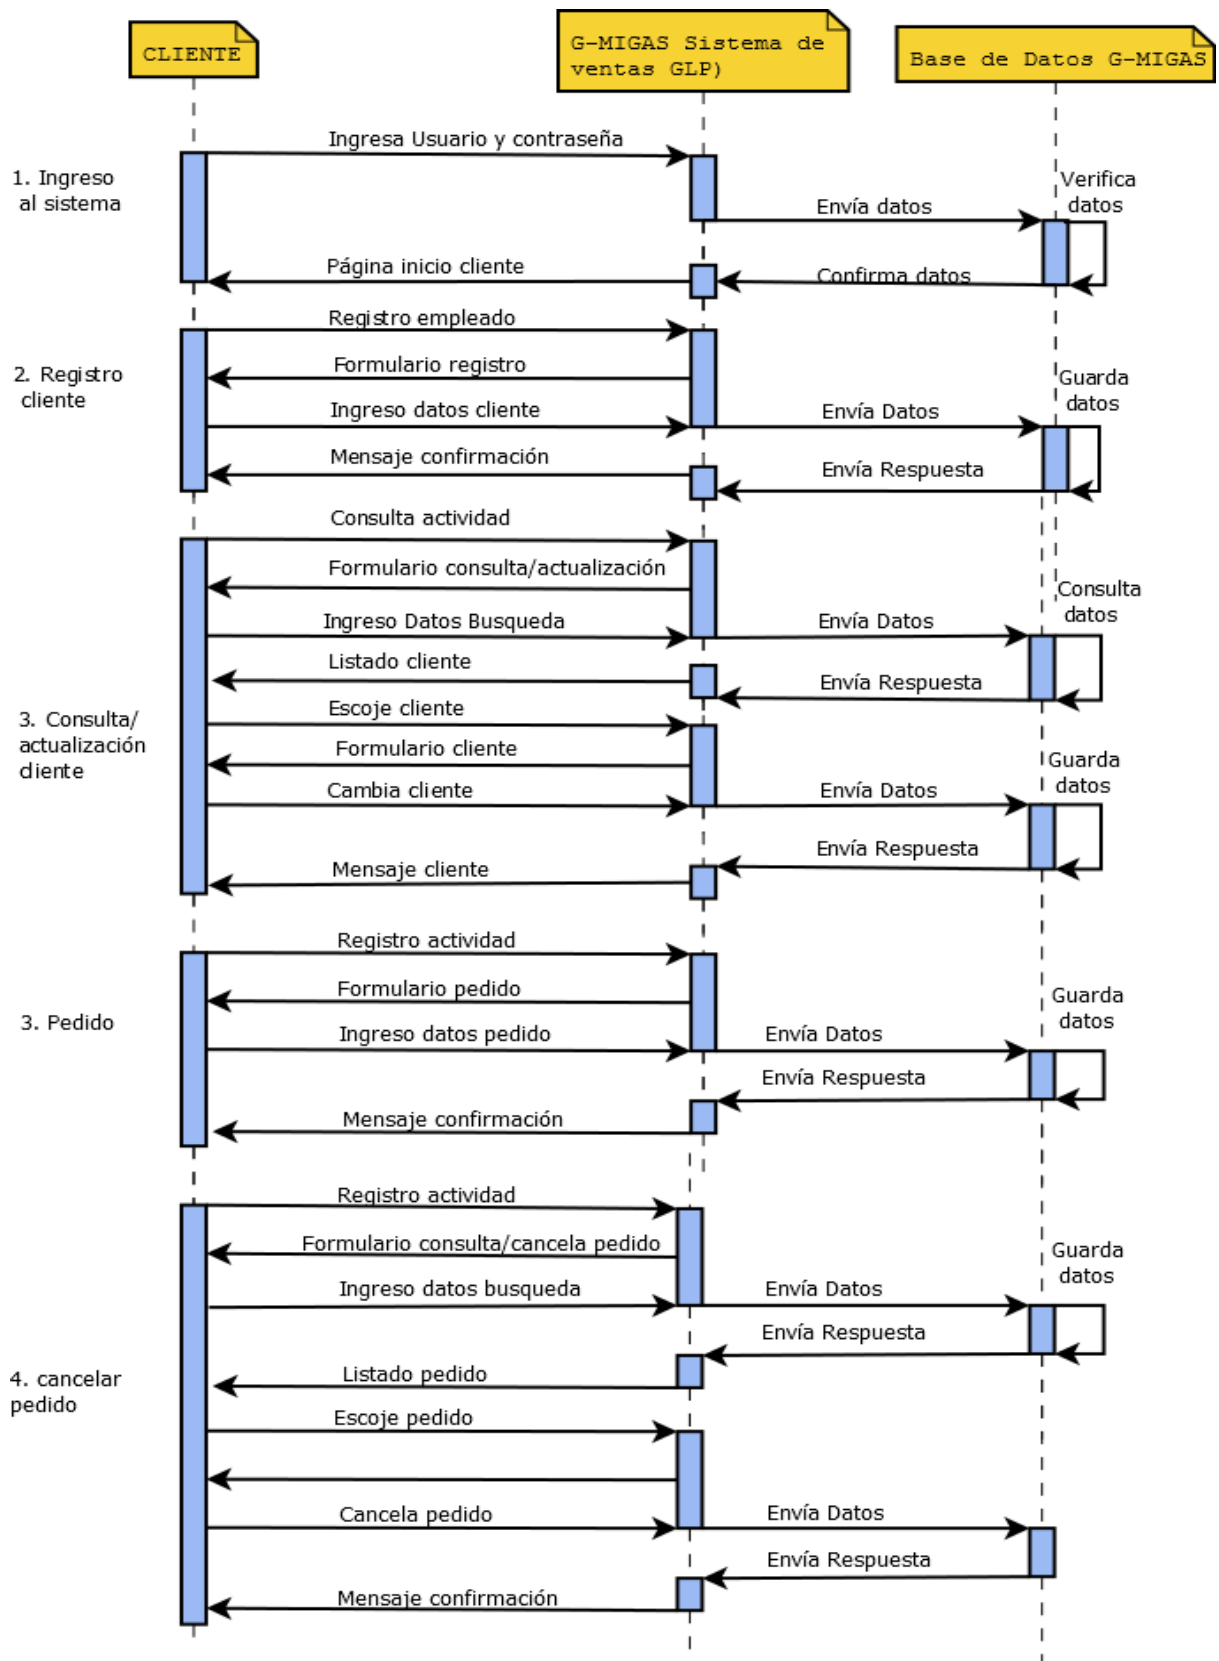 CLIENTE
G-MIGAS Sistema de
ventas GLP)
Base de Datos G-MIGAS
Ingresa Usuario y contraseña
1. Ingreso
al sistema
Verifica
datos
Envía datos
Página inicio cliente
Confirma datos
Registro empleado
Formulario registro
2. Registro
cliente
Guarda
datos
Ingreso datos cliente
Envía Datos
Mensaje confirmación
Envía Respuesta
Consulta actividad
Formulario consulta/actualización
Consulta
datos
Ingreso Datos Busqueda
Envía Datos
Listado cliente
Envía Respuesta
Escoje cliente
3. Consulta/
actualización
cliente
Formulario cliente
Guarda
datos
Cambia cliente
Envía Datos
Envía Respuesta
Mensaje cliente
Registro actividad
Formulario pedido
Guarda
datos
3. Pedido
Ingreso datos pedido
Envía Datos
Envía Respuesta
Mensaje confirmación
Registro actividad
Formulario consulta/cancela pedido
Guarda
datos
Ingreso datos busqueda
Envía Datos
Envía Respuesta
Listado pedido
4. cancelar
pedido
Escoje pedido
Cancela pedido
Envía Datos
Envía Respuesta
Mensaje confirmación